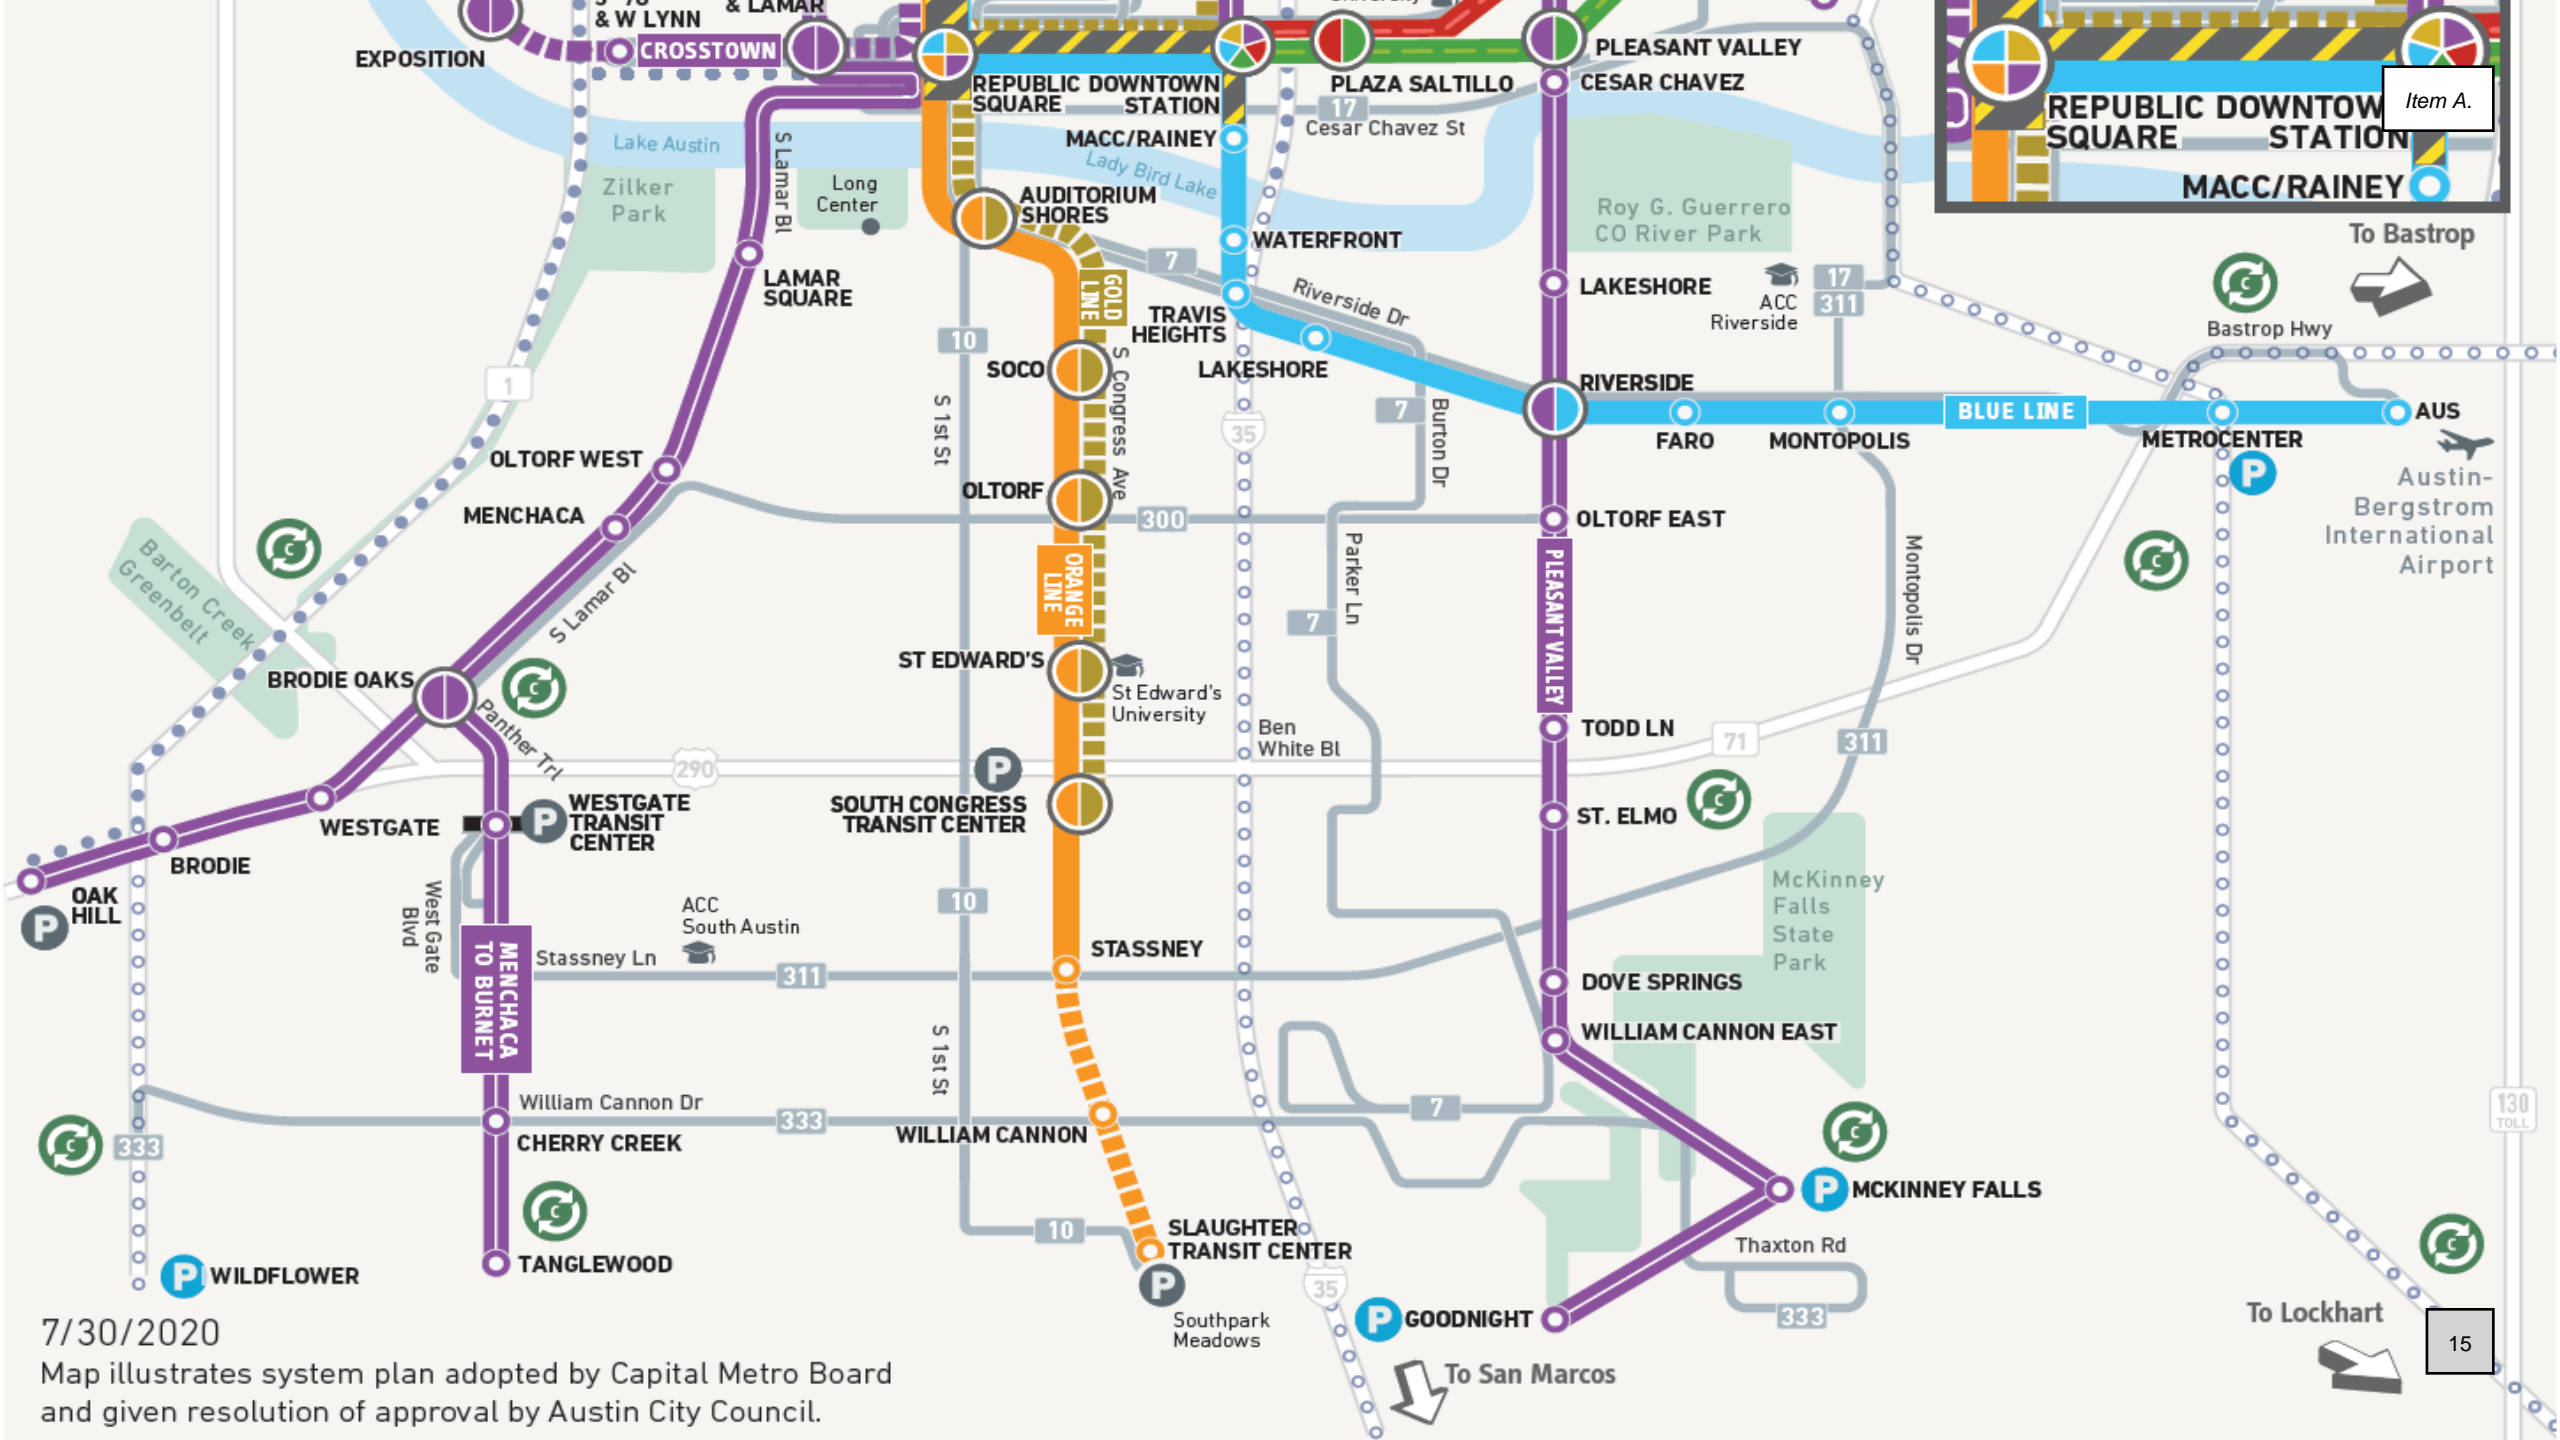 & W LYNN
& LAMAR
EXPOSITION
CROSSTOWN
PLEASANT VALLEY
REPUBLIC
SQUARE
DOWNTOWN
STATION
PLAZA SALTILLO
CESAR CHAVEZ
17
Cesar Chavez St
MACC/RAINEY
Lake Austin
Lady Bird Lake
S Lamar Bl
Zilker
Park
Long
Center
AUDITORIUM
SHORES
WATERFRONT
Roy G. Guerrero
CO River Park
Item A.
REPUBLIC
SQUARE
DOWNTOW
STATION
MACC/RAINEY
To Bastrop
LAMAR
SQUARE
GOLD
LINE
7
Riverside Dr
TRAVIS
HEIGHTS
LAKESHORE
LAKESHORE
ACC
Riverside
17
311
Bastrop Hwy
10
SOCO
S Congress Ave
1
S 1st St
7
Burton Dr
35
RIVERSIDE
FARO
MONTOPOLIS
BLUE LINE
METROCENTER
P
AUS
Austin-
Bergstrom
International
Airport
OLTORF WEST
MENCHACA
OLTORF
300
OLTORF EAST
C
Barton Creek
Greenbelt
S Lamar Bl
ORANGE
LINE
Parker Ln
7
PLEASANT VALLEY
Montopolis Dr
C
BRODIE OAKS
C
Panther Trl
ST EDWARD'S
St Edward's
University
Ben
White Bl
TODD LN
71
311
290
P
SOUTH CONGRESS
TRANSIT CENTER
ST. ELMO
C
WESTGATE
P
WESTGATE
TRANSIT
CENTER
BRODIE
OAK
HILL
P
West Gate
Blvd
ACC
South Austin
10
McKinney
Falls
State
Park
MENCHACA
TO BURNET
Stassney Ln
311
STASSNEY
DOVE SPRINGS
WILLIAM CANNON EAST
S 1st St
William Cannon Dr
333
7
130
TOLL
CHERRY CREEK
WILLIAM CANNON
C
333
C
C
P
MCKINNEY FALLS
10
SLAUGHTER
TRANSIT CENTER
P
Southpark
Meadows
Thaxton Rd
333
C
P
WILDFLOWER
TANGLEWOOD
35
P
GOODNIGHT
To Lockhart
15
To San Marcos
7/30/2020
Map illustrates system plan adopted by Capital Metro Board
and given resolution of approval by Austin City Council.